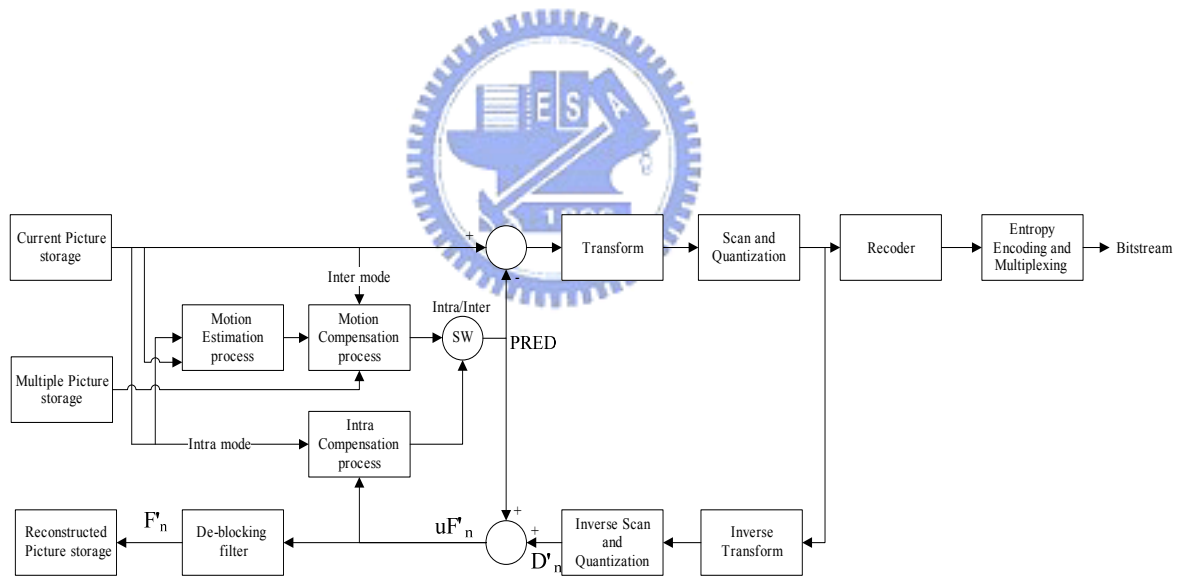 E S A
Current Picture
storage
+
-
Transform
Scan and
Quantization
Recoder
Entropy
Encoding and
Multiplexing
Bitstream
Inter mode
Intra/Inter
Motion
Estimation
process
Motion
Compensation
process
SW
PRED
Multiple Picture
storage
Intra mode
Intra
Compensation
process
Reconstructed
Picture storage
F'n
De-blocking
filter
uF'n
+
+
D'n
Inverse Scan
and
Quantization
Inverse
Transform